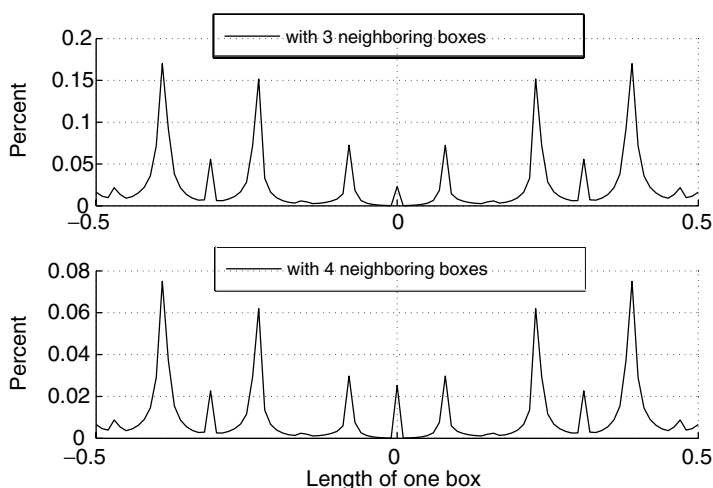 with 3 neighboring boxes
0.2
0.15
0.1
0.05
0
Percent
−0.5 0 0.5
with 4 neighboring boxes
0.08
0.06
0.04
0.02
0
Percent
−0.5 0 0.5
Length of one box